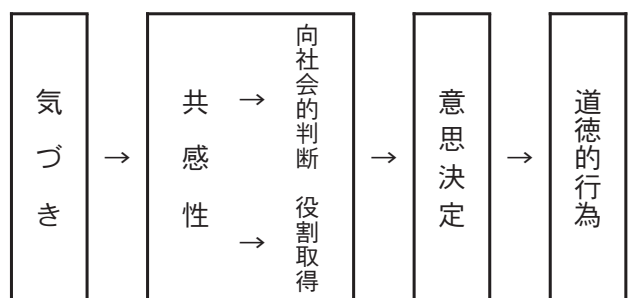 気づき
→
共感性
→
向社会的判断
→
役割取得
→
意思決定
→
道徳的行為